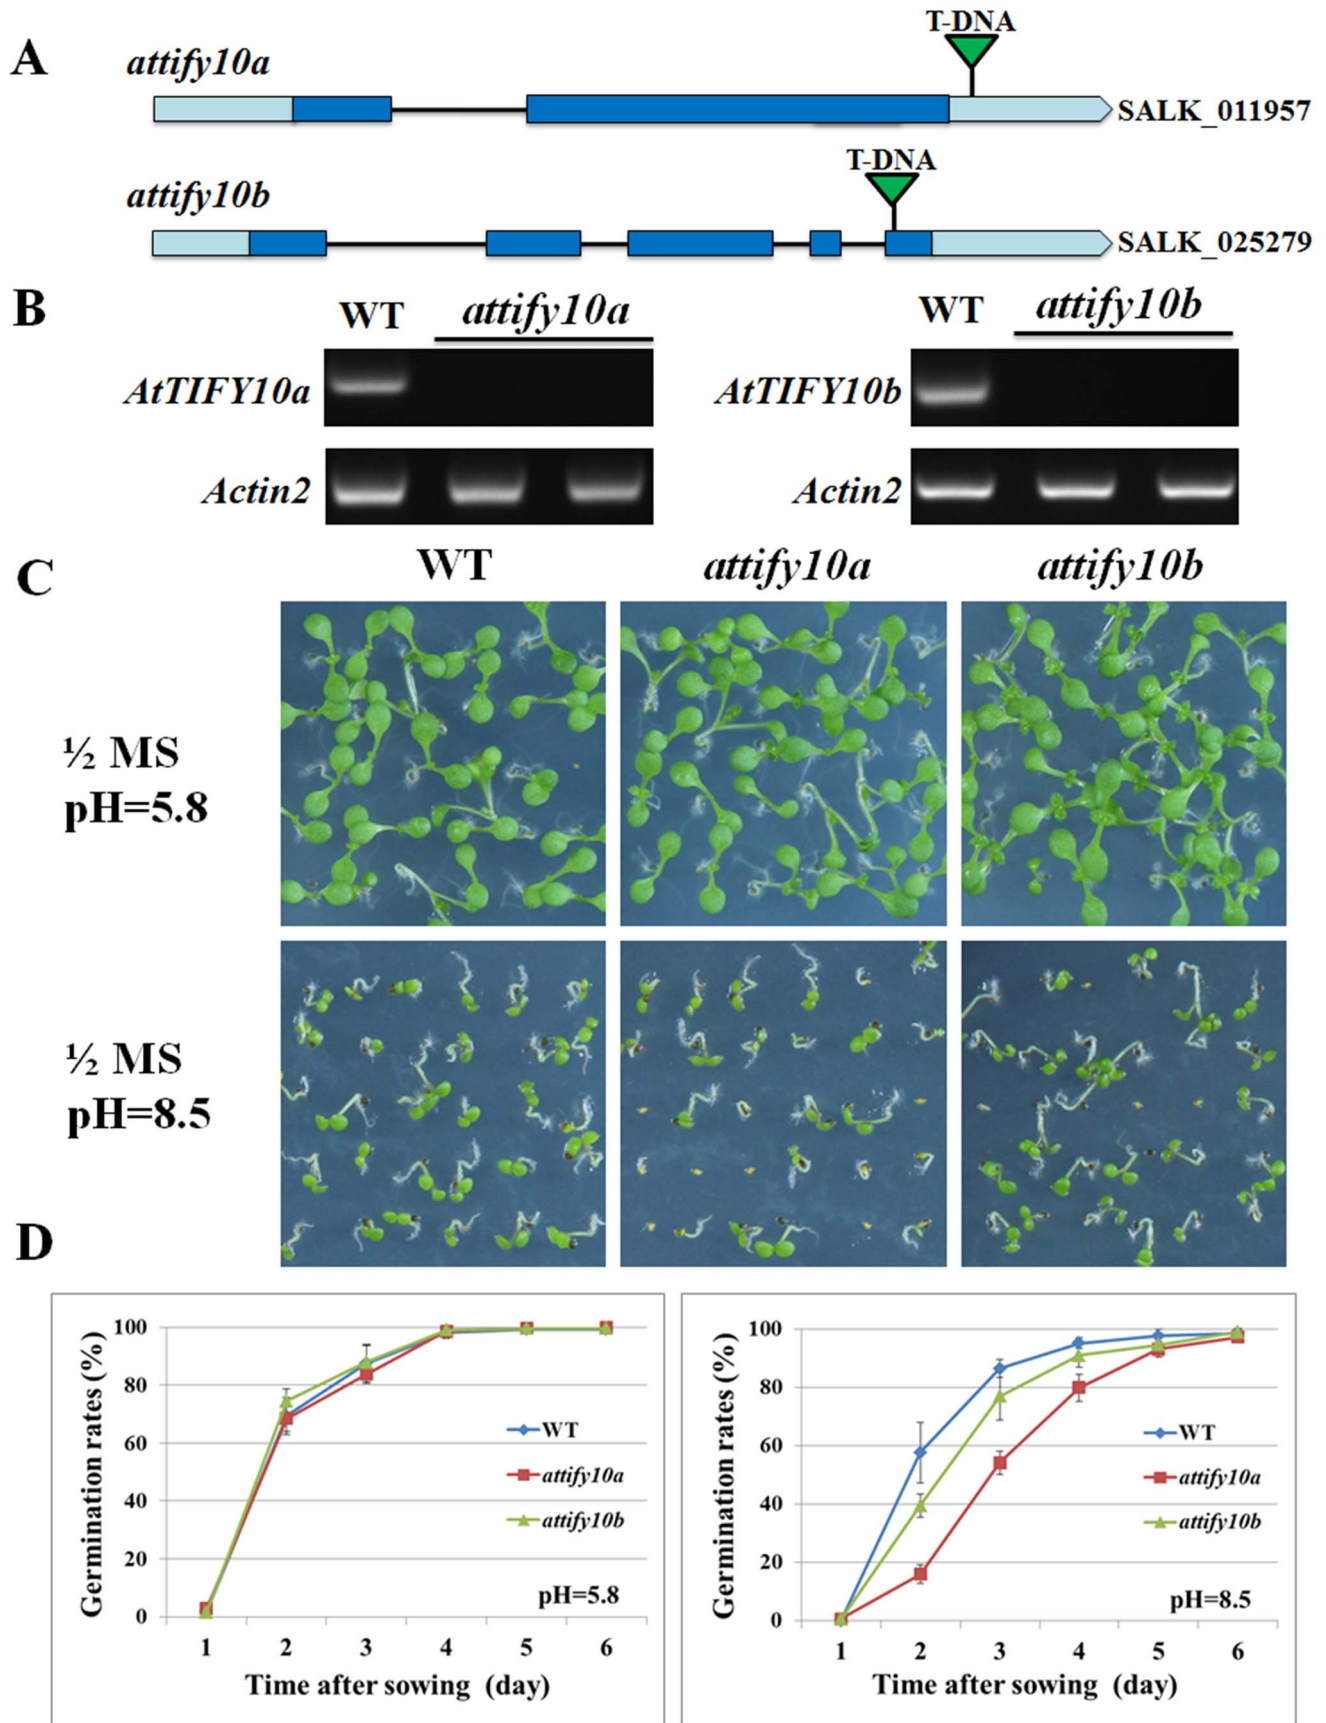 A
attify10a
T-DNA
SALK_011957
attify10b
T-DNA
SALK_025279
B
WT
attify10a
WT
attify10b
AtTIFY10a
AtTIFY10b
Actin2
Actin2
C
WT
attify10a
attify10b
½ MS
pH=5.8
½ MS
pH=8.5
D
Germination rates (%)
100
80
60
40
20
0
WT
attify10a
attify10b
pH=5.8
1 2 3 4 5 6
Time after sowing (day)
Germination rates (%)
100
80
60
40
20
0
WT
attify10a
attify10b
pH=8.5
1 2 3 4 5 6
Time after sowing (day)